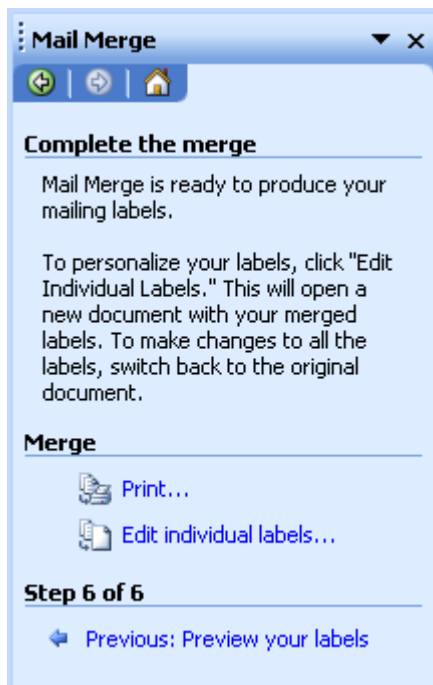 Mail Merge
Complete the merge
Mail Merge is ready to produce your
mailing labels.
To personalize your labels, click "Edit
Individual Labels." This will open a
new document with your merged
labels. To make changes to all the
labels, switch back to the original
document.
Merge
Print...
Edit individual labels...
Step 6 of 6
Previous: Preview your labels